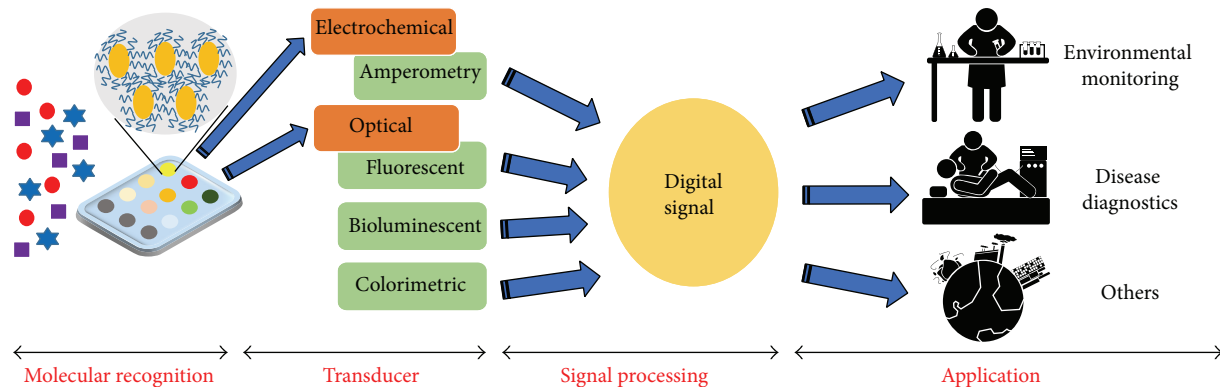 Electrochemical
Amperometry
Optical
Fluorescent
Bioluminescent
Colorimetric
Digital
signal
Environmental
monitoring
Disease
diagnostics
Others
Molecular recognition
Transducer
Signal processing
Application